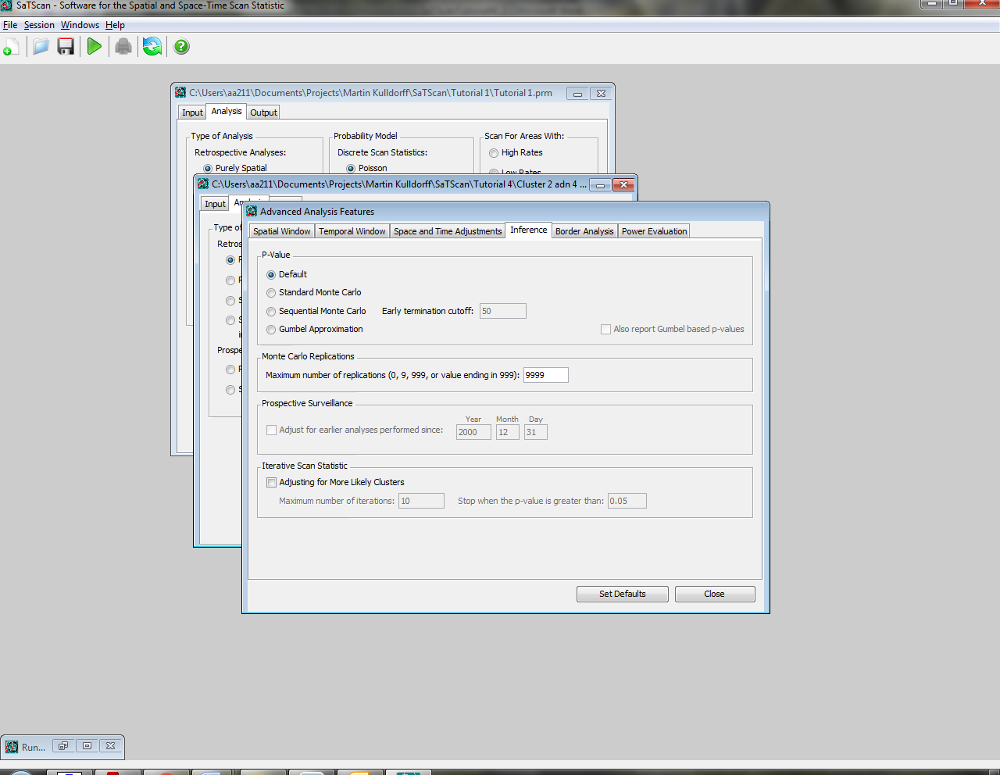 SaTScan - Software for the Spatial and Space-Time Scan Statistic
File Session Windows Help
C:\Users\aa211\Documents\Projects\Martin Kulldorff\SaTScan\Tutorial 1\Tutorial 1.prm
Input Analysis Output
Type of Analysis Probability Model Scan For Areas With:
Retrospective Analyses: Discrete Scan Statistics: High Rates
Purely Spatial Poisson Low Rates
C:\Users\aa211\Documents\Projects\Martin Kulldorff\SaTScan\Tutorial 4\Cluster 2 adn 4 ...
Input
Advanced Analysis Features
Spatial Window Temporal Window Space and Time Adjustments Inference Border Analysis Power Evaluation
P-Value
Default
Standard Monte Carlo
Sequential Monte Carlo Early termination cutoff: 50
Gumbel Approximation Also report Gumbel based p-values
Monte Carlo Replications
Maximum number of replications (0, 9, 999, or value ending in 999): 9999
Prospective Surveillance
Year Month Day
Adjust for earlier analyses performed since: 2000 12 31
Iterative Scan Statistic
Adjusting for More Likely Clusters
Maximum number of iterations: 10 Stop when the p-value is greater than: 0.05
Set Defaults Close
Run...